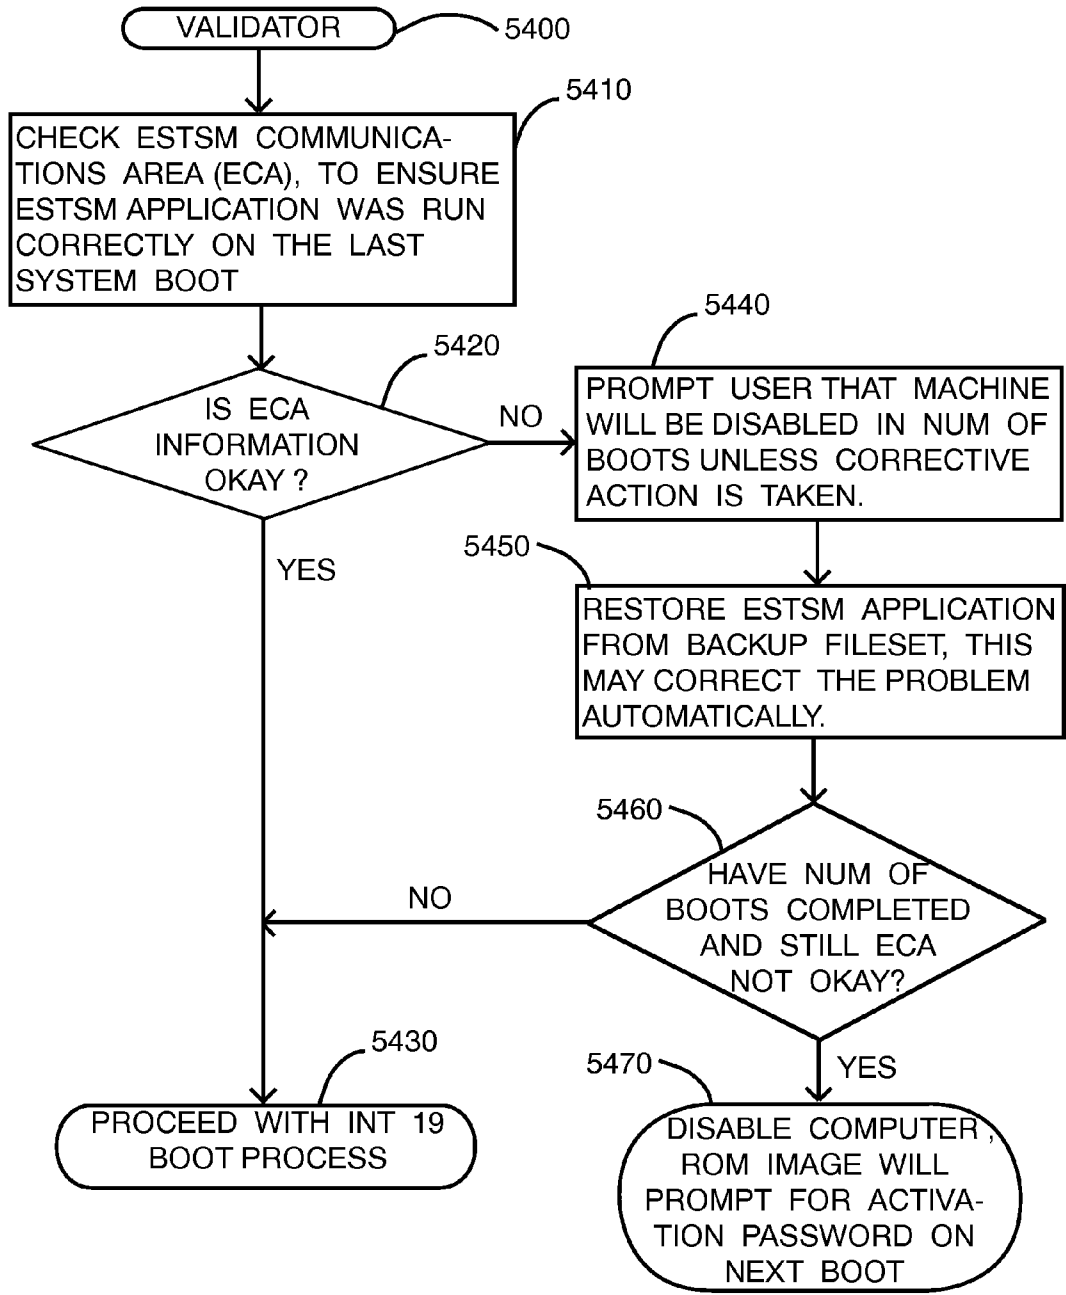 VALIDATOR
5400
5410
CHECK ESTSM COMMUNICA-
TIONS AREA (ECA), TO ENSURE
ESTSM APPLICATION WAS RUN
CORRECTLY ON THE LAST
SYSTEM BOOT
5420
IS ECA
INFORMATION
OKAY ?
NO
YES
5440
PROMPT USER THAT MACHINE
WILL BE DISABLED IN NUM OF
BOOTS UNLESS CORRECTIVE
ACTION IS TAKEN.
5450
RESTORE ESTSM APPLICATION
FROM BACKUP FILESET, THIS
MAY CORRECT THE PROBLEM
AUTOMATICALLY.
5460
HAVE NUM OF
BOOTS COMPLETED
AND STILL ECA
NOT OKAY?
NO
YES
5430
PROCEED WITH INT 19
BOOT PROCESS
5470
DISABLE COMPUTER ,
ROM IMAGE WILL
PROMPT FOR ACTIVA-
TION PASSWORD ON
NEXT BOOT